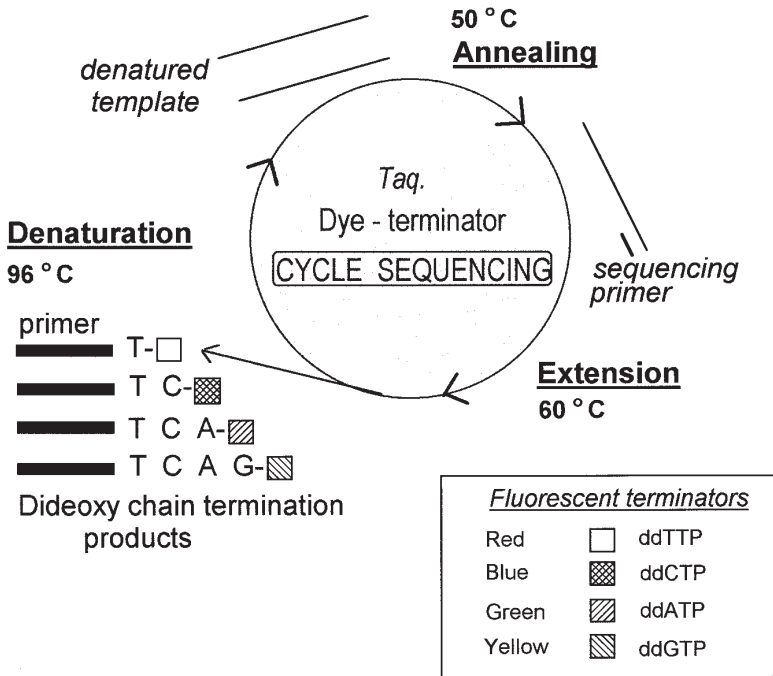 50 °C
Annealing
denatured
template
Taq.
Dye - terminator
CYCLE SEQUENCING
Denaturation
96 °C
sequencing
primer
primer
T-
T C-
T C A-
T C A G-
Dideoxy chain termination
products
Extension
60 °C
Fluorescent terminators
Red ddTTP
Blue ddCTP
Green ddATP
Yellow ddGTP